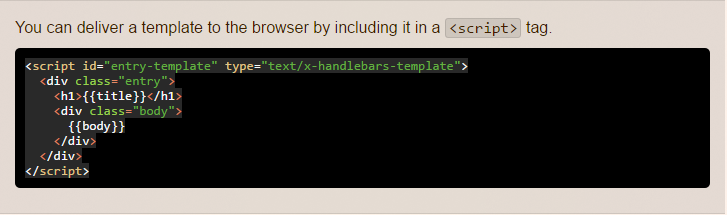 You can deliver a template to the browser by including it in a <script> tag.
<script id="entry-template" type="text/x-handlebars-template">
  <div class="entry">
    <h1>{{title}}</h1>
    <div class="body">
      {{body}}
    </div>
  </div>
</script>